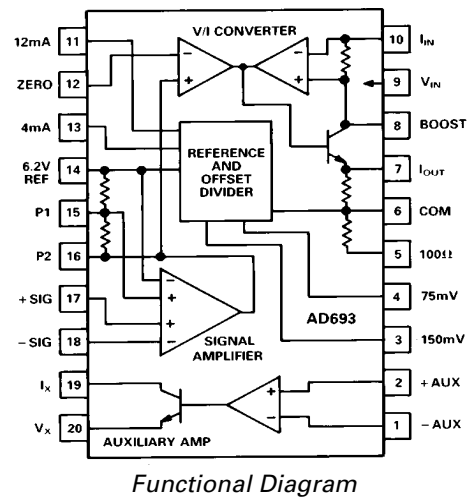 V/I CONVERTER
12mA 11
ZERO 12
4mA 13
6.2V
REF 14
P1 15
P2 16
+ SIG 17
– SIG 18
IX 19
VX 20
10 IIN
9 VIN
8 BOOST
7 IOUT
6 COM
5 100Ω
4 75mV
3 150mV
2 + AUX
1 – AUX
– +
– +
REFERENCE
AND
OFFSET
DIVIDER
–
+
+
–
SIGNAL
AMPLIFIER
AD693
+
–
AUXILIARY AMP
Functional Diagram